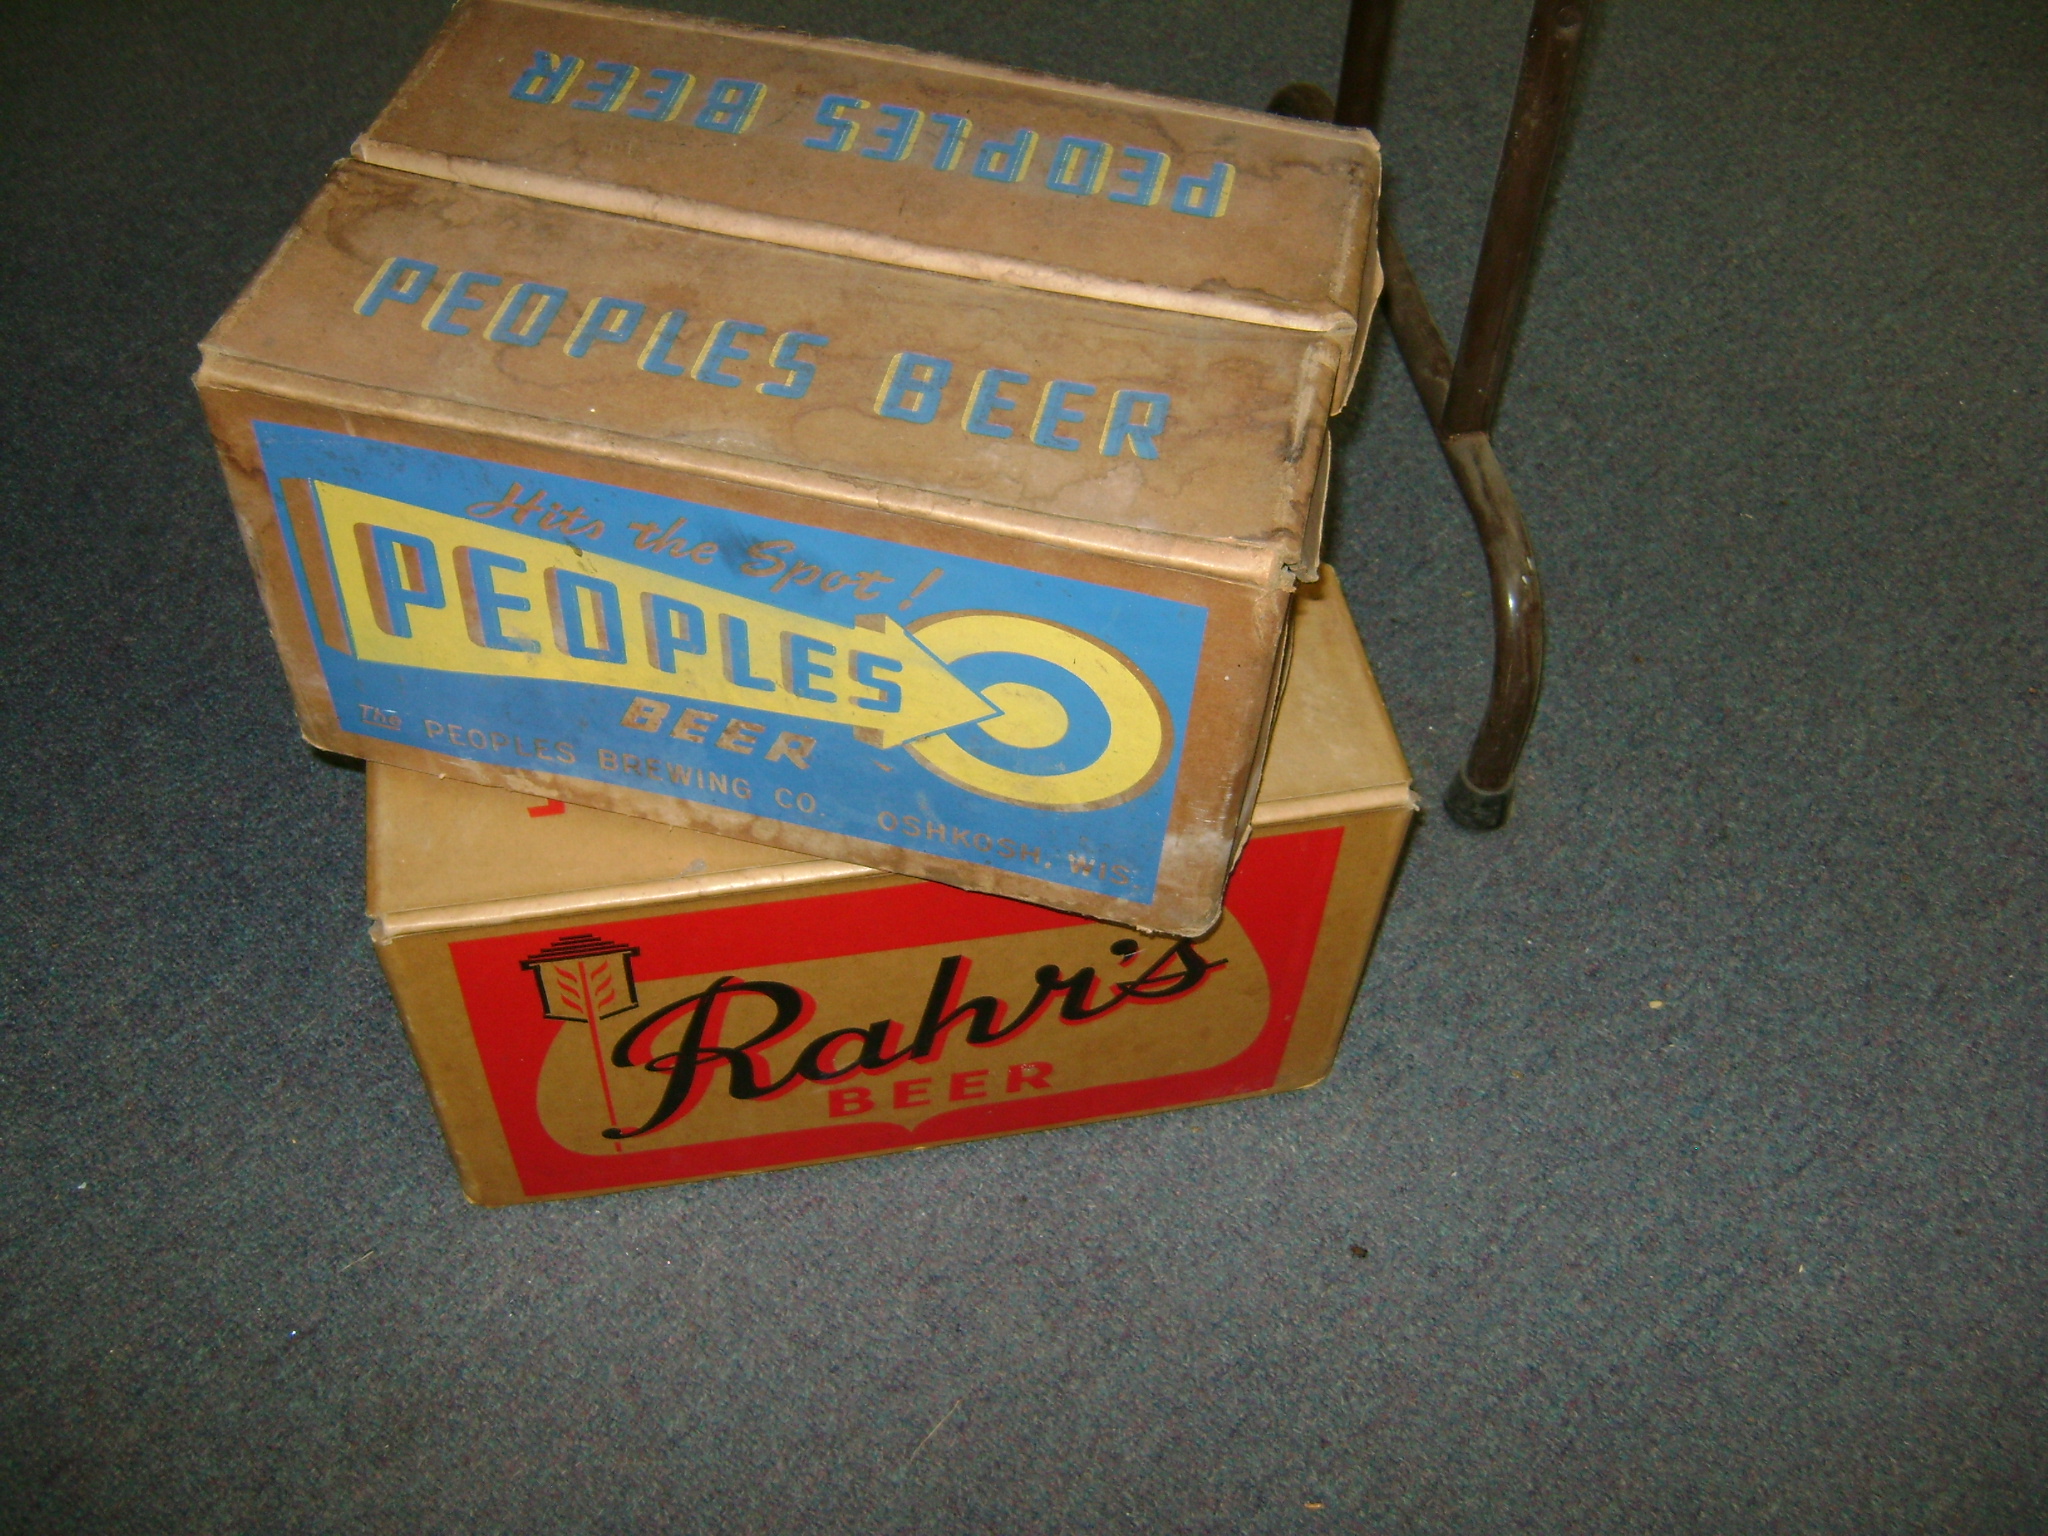 PEOPLES BEER
PEOPLES BEER
Hits the Spot!
PEOPLES
BEER
The PEOPLES BREWING CO. OSHKOSH, WIS.
Rahr's
BEER